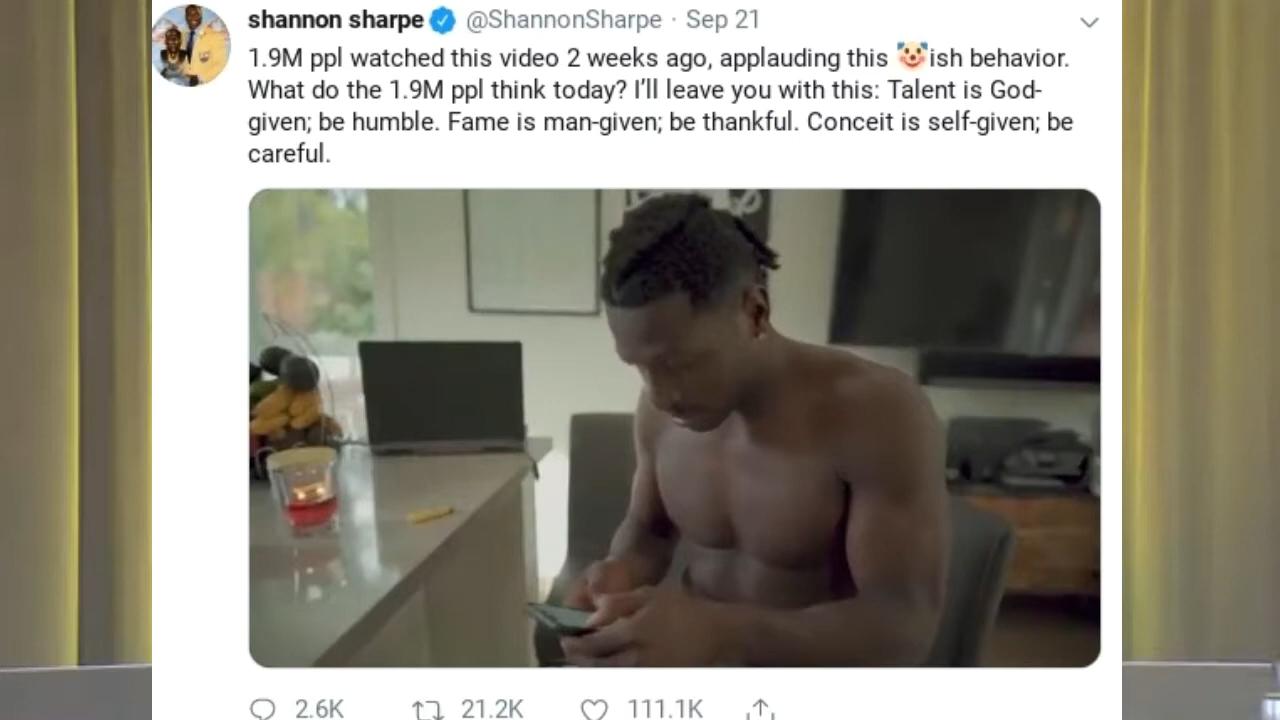 shannon sharpe @ShannonSharpe · Sep 21
1.9M ppl watched this video 2 weeks ago, applauding this 🤡ish behavior.
What do the 1.9M ppl think today? I’ll leave you with this: Talent is God-
given; be humble. Fame is man-given; be thankful. Conceit is self-given; be
careful.
2.6K 21.2K 111.1K